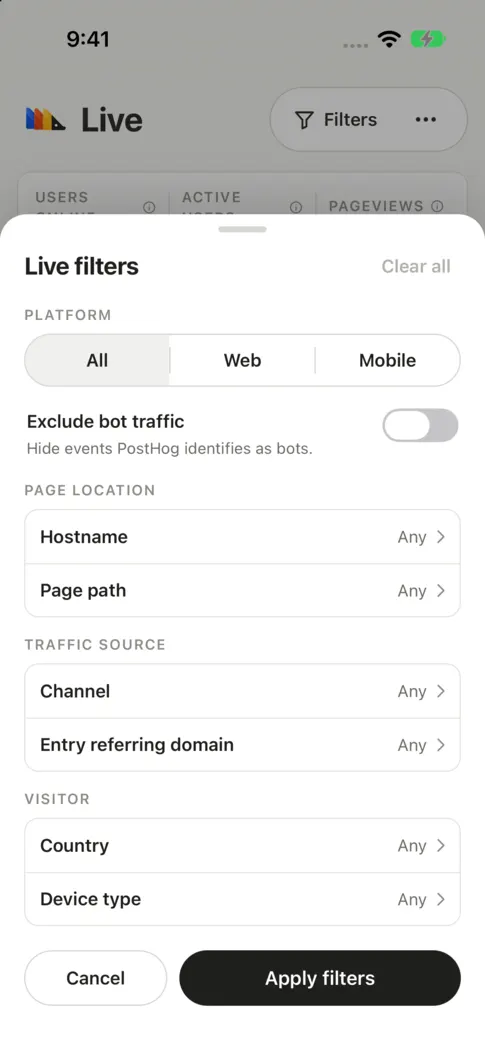 9:41
Live
Filters
USERS
ONLINE
ACTIVE
USERS
PAGEVIEWS
Live filters
Clear all
PLATFORM
All
Web
Mobile
Exclude bot traffic
Hide events PostHog identifies as bots.
PAGE LOCATION
Hostname
Any
Page path
Any
TRAFFIC SOURCE
Channel
Any
Entry referring domain
Any
VISITOR
Country
Any
Device type
Any
Cancel
Apply filters